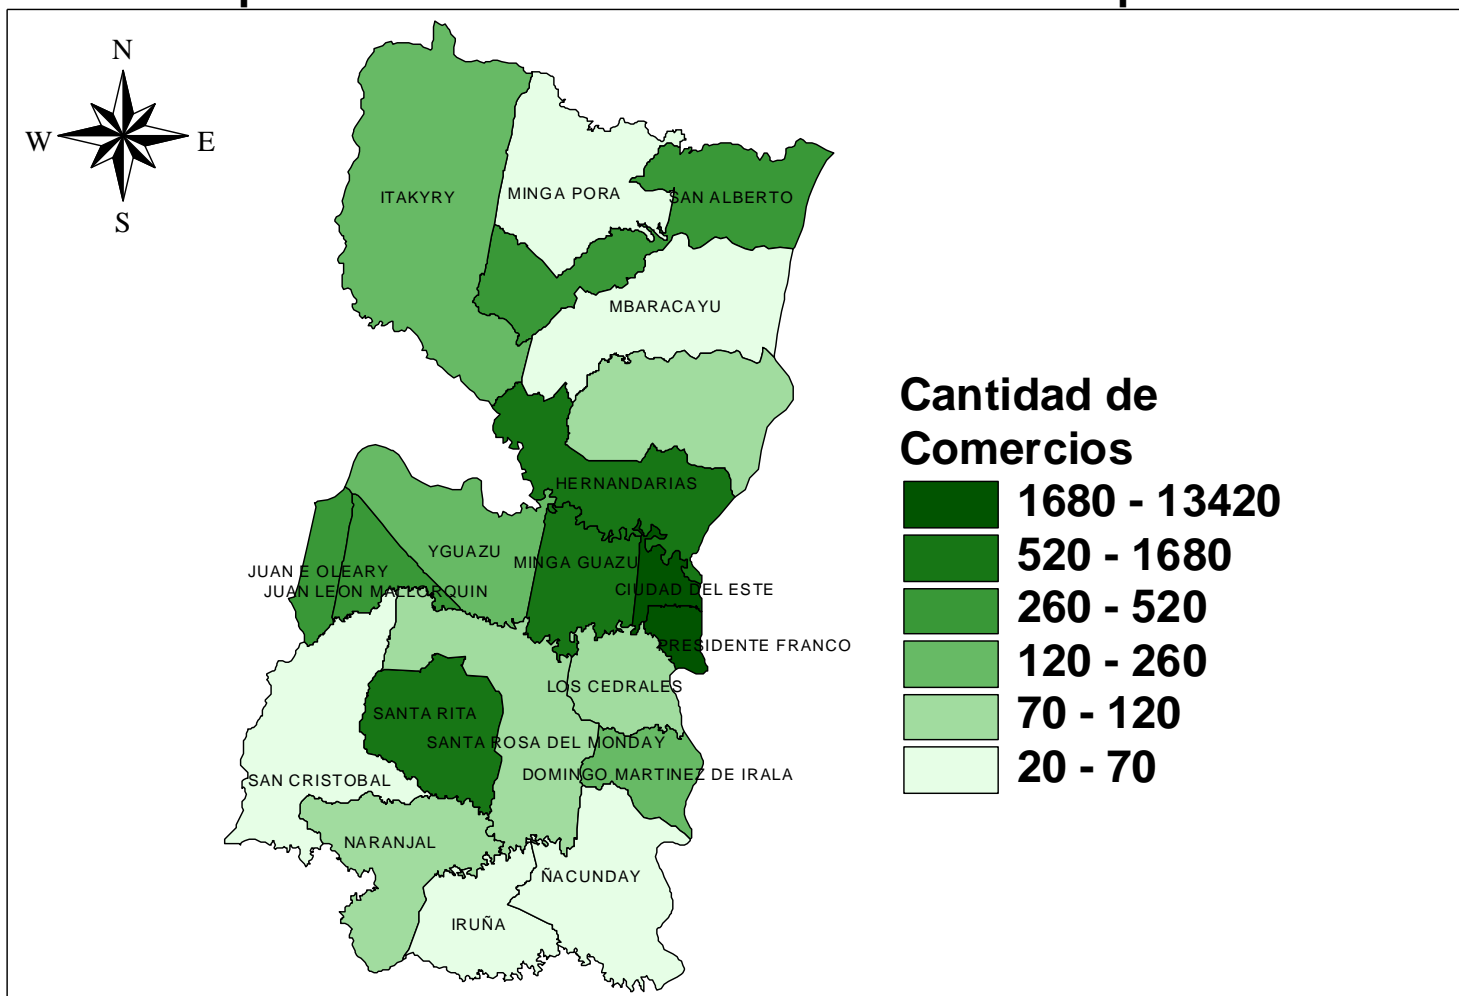 N
W
E
S
ITAKYRY
MINGA PORA
SAN ALBERTO
MBARACAYU
HERNANDARIAS
YGUAZU
MINGA GUAZU
JUAN E OLEARY
JUAN LEON MALLORQUIN
CIUDAD DEL ESTE
PRESIDENTE FRANCO
LOS CEDRALES
SANTA RITA
SANTA ROSA DEL MONDAY
DOMINGO MARTINEZ DE IRALA
SAN CRISTOBAL
NARANJAL
ÑACUNDAY
IRUÑA
Cantidad de
Comercios
1680 - 13420
520 - 1680
260 - 520
120 - 260
70 - 120
20 - 70